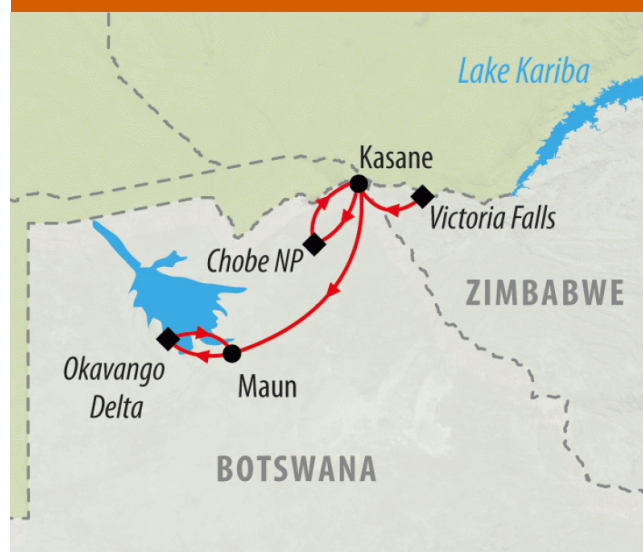 Lake Kariba
Kasane
Victoria Falls
Chobe NP
ZIMBABWE
Okavango
Delta
Maun
BOTSWANA